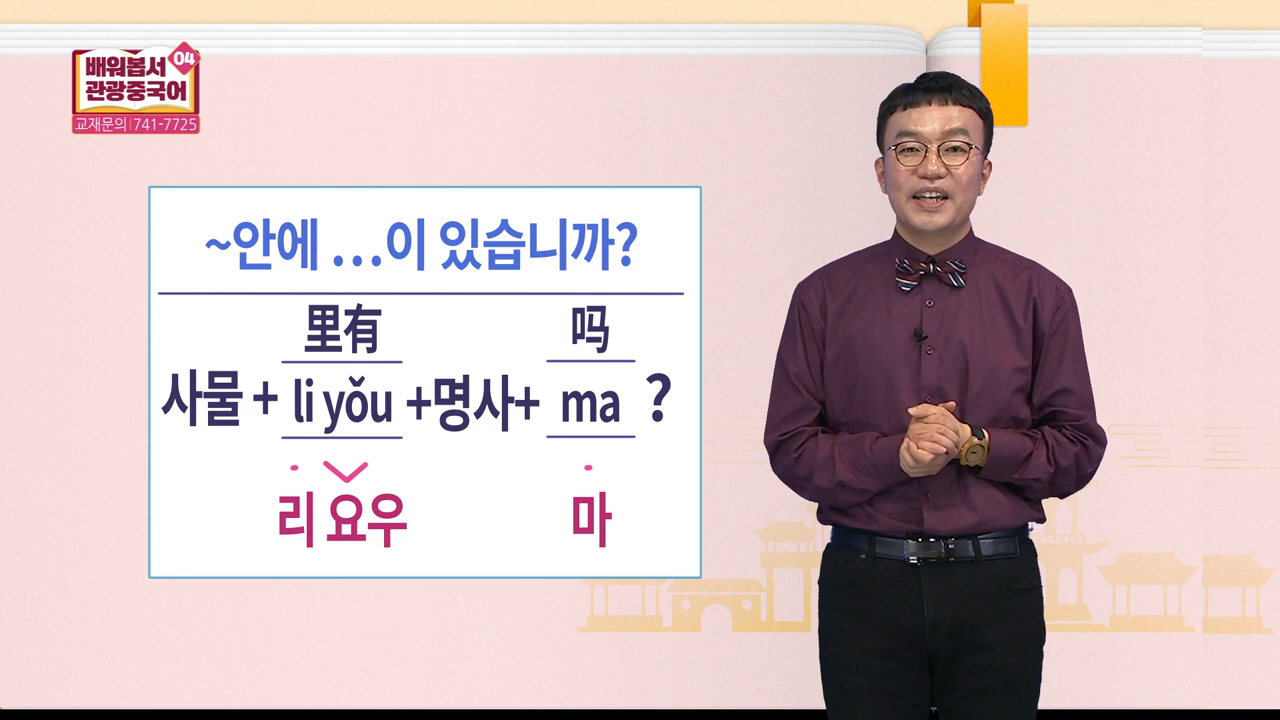 배워봅서 04
관광중국어
교재문의 | 741-7725
~안에 …이 있습니까?
里有 吗
사물 + li yǒu +명사+ ma ?
리 요우 마